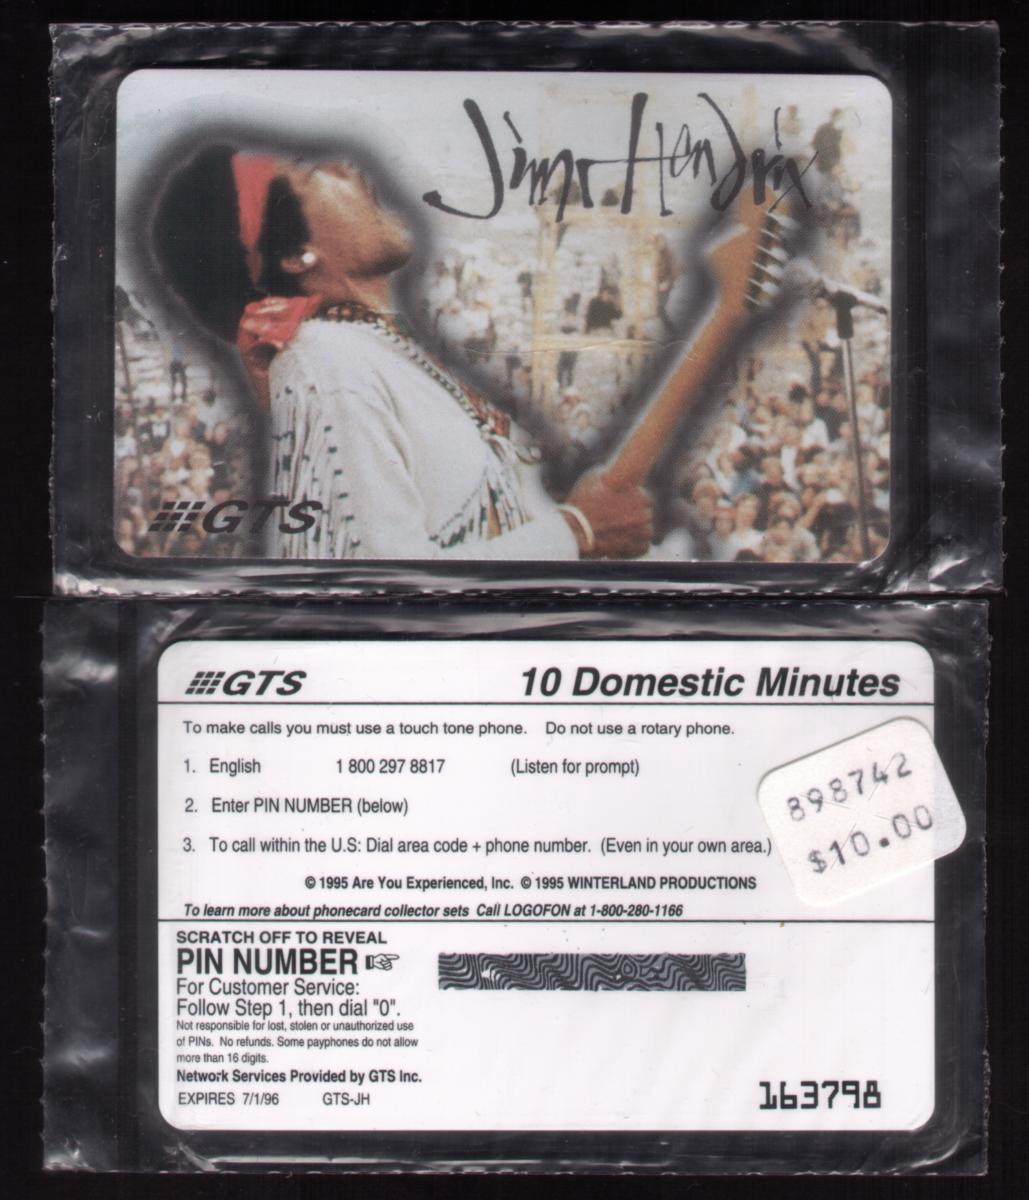 Jimi Hendrix
GTS
GTS 10 Domestic Minutes
To make calls you must use a touch tone phone. Do not use a rotary phone.
1. English 1 800 297 8817 (Listen for prompt)
2. Enter PIN NUMBER (below)
3. To call within the U.S: Dial area code + phone number. (Even in your own area.)
898742
$10.00
© 1995 Are You Experienced, Inc. © 1995 WINTERLAND PRODUCTIONS
To learn more about phonecard collector sets Call LOGOFON at 1-800-280-1166
SCRATCH OFF TO REVEAL
PIN NUMBER
For Customer Service:
Follow Step 1, then dial "0".
Not responsible for lost, stolen or unauthorized use
of PINs. No refunds. Some payphones do not allow
more than 16 digits.
Network Services Provided by GTS Inc.
EXPIRES 7/1/96 GTS-JH
163798